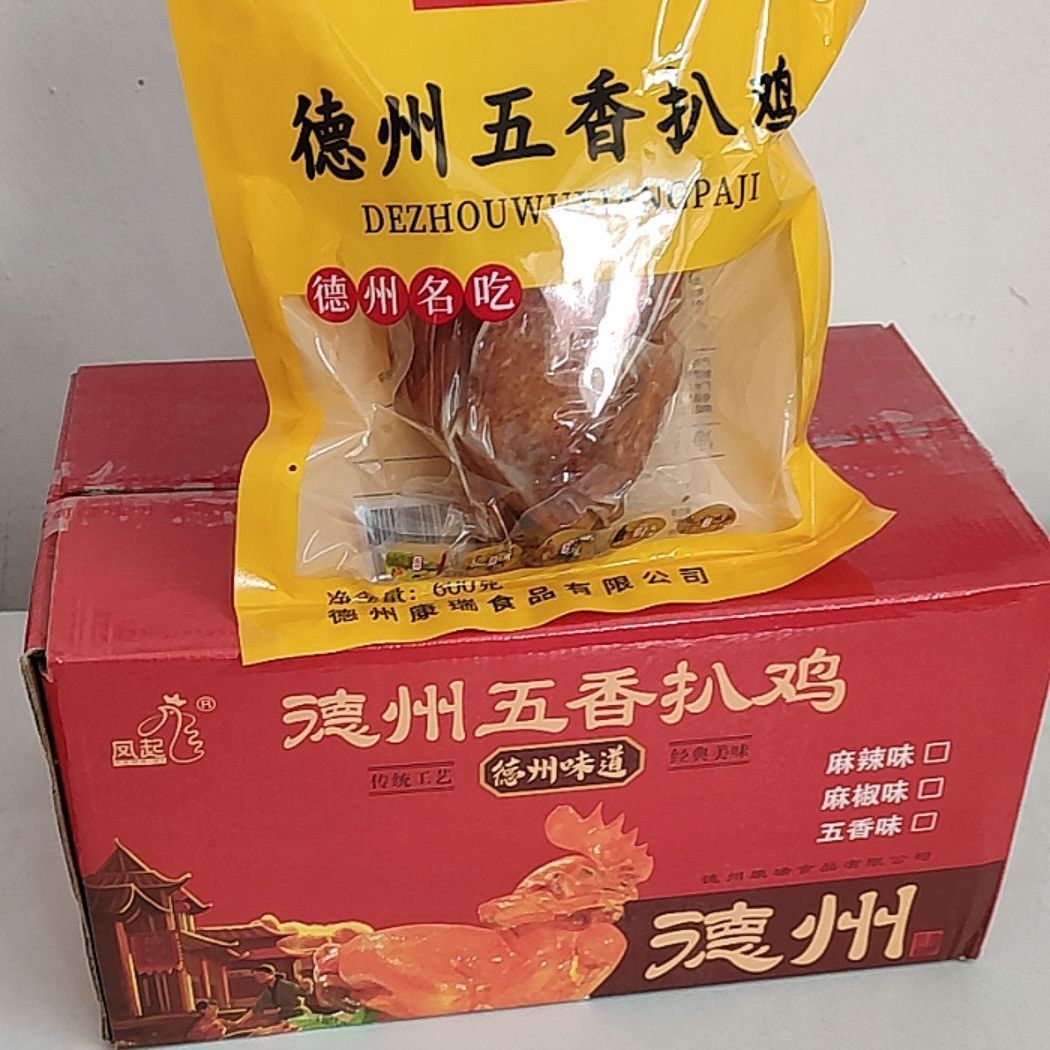 德州五香扒鸡
DEZHOUWUXIANGPAJI
德州名吃
净含量：600克
德州康瑞食品有限公司
凤起®
德州五香扒鸡
传统工艺
德州味道
经典美味
麻辣味□
麻椒味□
五香味□
德州康瑞食品有限公司
德州